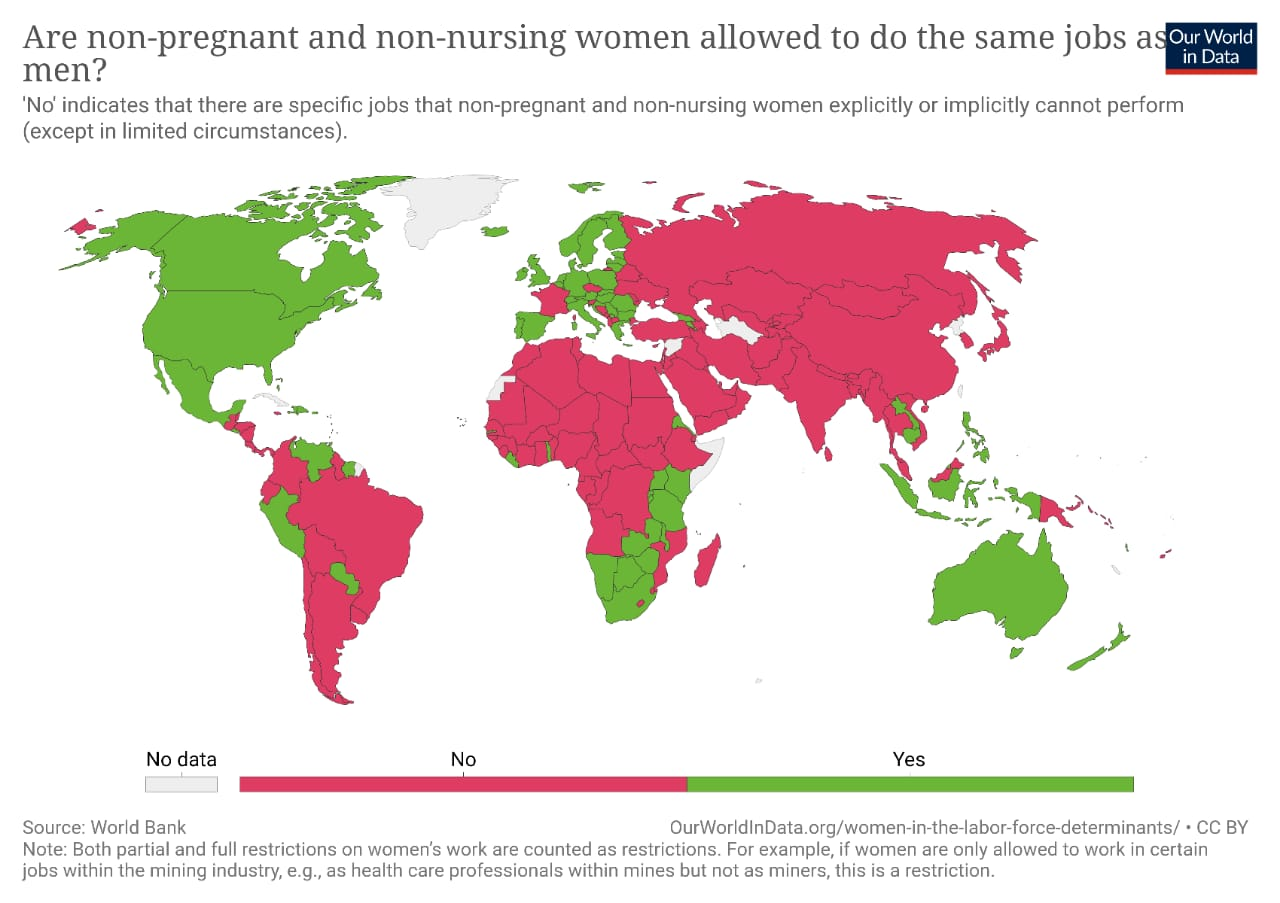 Are non-pregnant and non-nursing women allowed to do the same jobs as
men?
Our World
in Data
'No' indicates that there are specific jobs that non-pregnant and non-nursing women explicitly or implicitly cannot perform
(except in limited circumstances).
No data
No
Yes
Source: World Bank
OurWorldInData.org/women-in-the-labor-force-determinants/ • CC BY
Note: Both partial and full restrictions on women’s work are counted as restrictions. For example, if women are only allowed to work in certain
jobs within the mining industry, e.g., as health care professionals within mines but not as miners, this is a restriction.